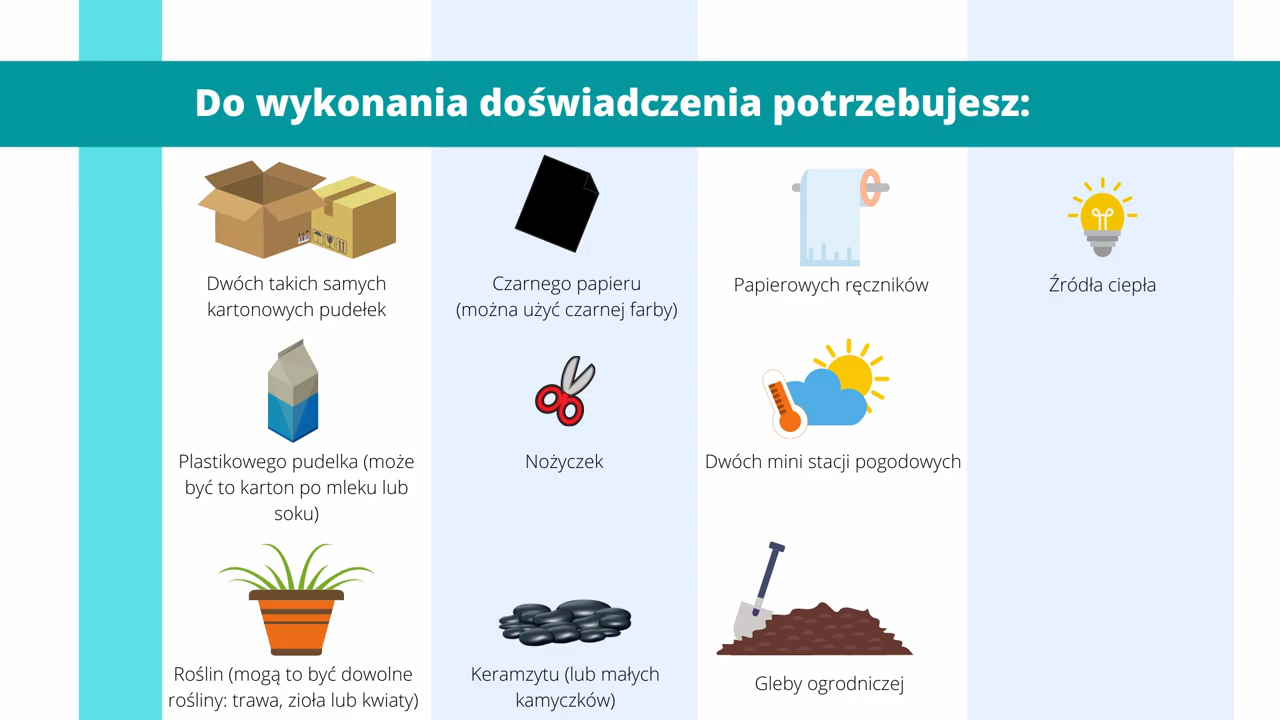 Do wykonania doświadczenia potrzebujesz:
Dwóch takich samych
kartonowych pudełek
Czarnego papieru
(można użyć czarnej farby)
Papierowych ręczników
Źródła ciepła
Plastikowego pudelka (może
być to karton po mleku lub
soku)
Nożyczek
Dwóch mini stacji pogodowych
Roślin (mogą to być dowolne
rośliny: trawa, zioła lub kwiaty)
Keramzytu (lub małych
kamyczków)
Gleby ogrodniczej